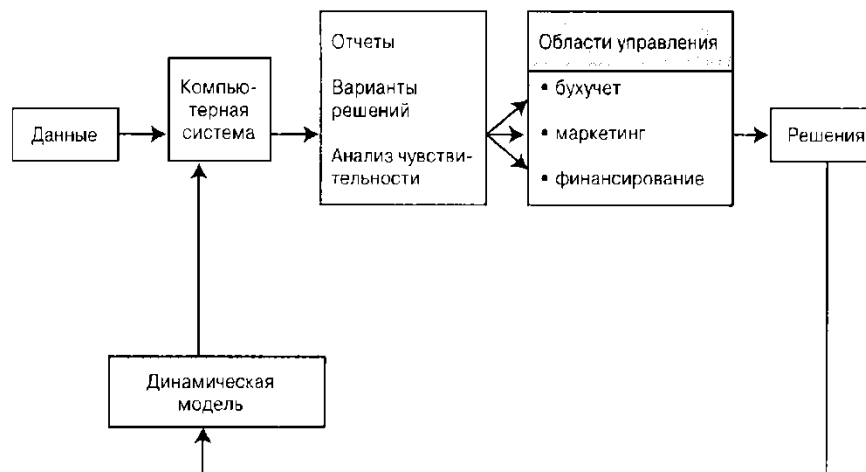 Данные
Компью-
терная
система
Отчеты
Варианты
решений
Анализ чувстви-
тельности
Области управления
• бухучет
• маркетинг
• финансирование
Решения
Динамическая
модель